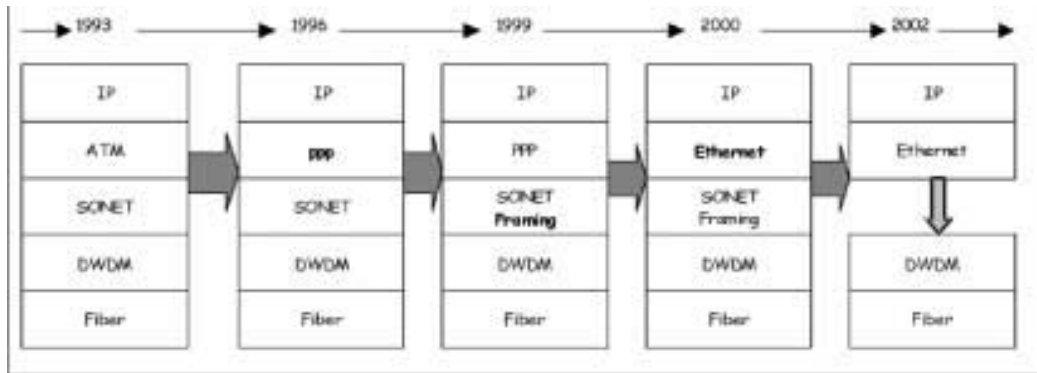 1993 1996 1999 2000 2002
IP IP IP IP IP
ATM PPP PPP Ethernet Ethernet
SONET SONET SONET SONET
Framing Framing
DWDM DWDM DWDM DWDM DWDM
Fiber Fiber Fiber Fiber Fiber